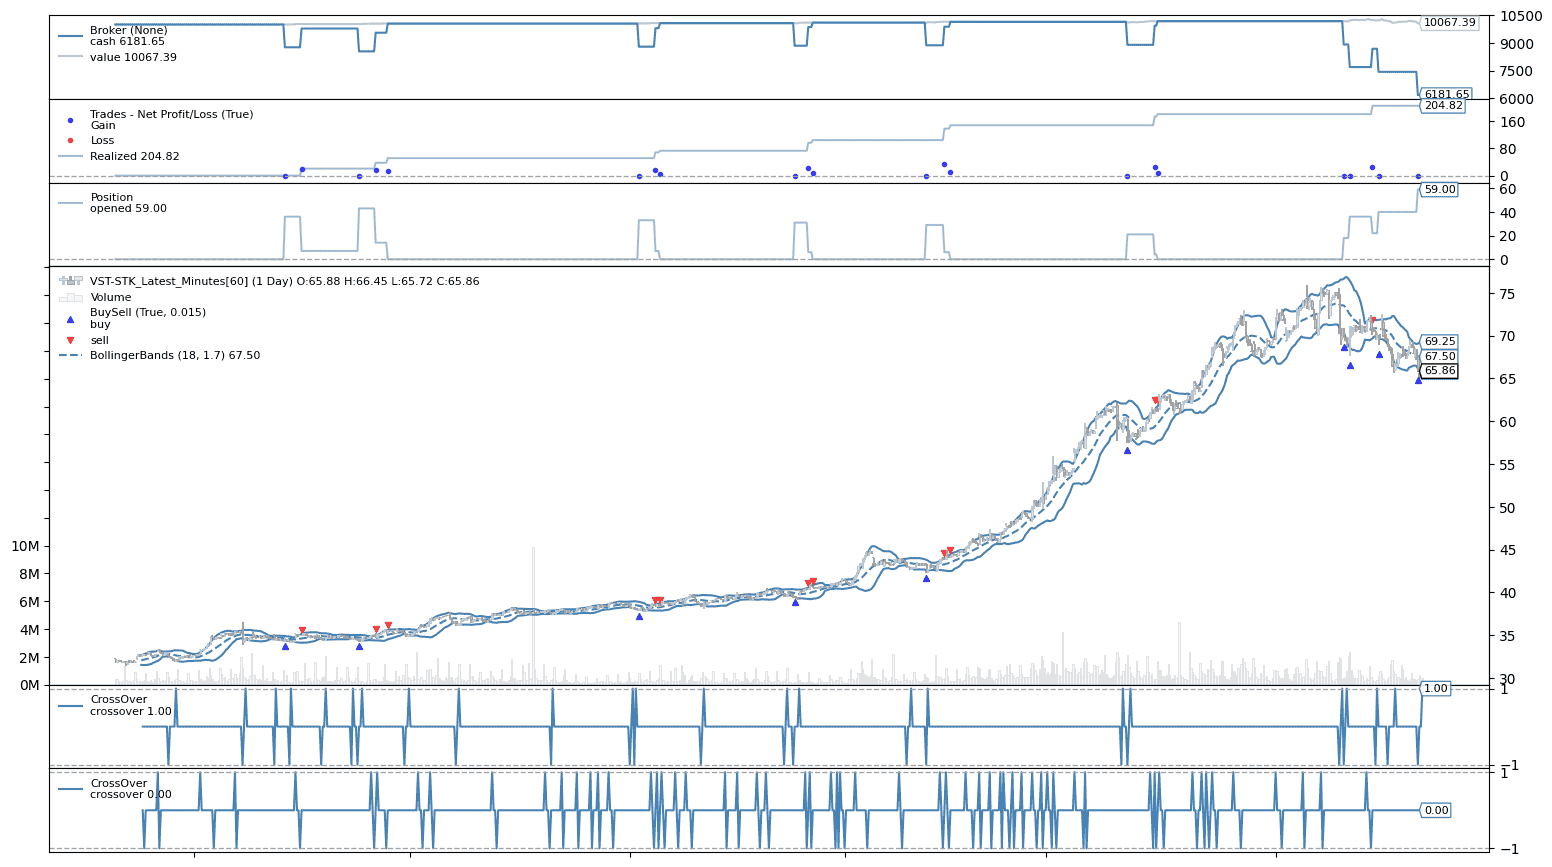 Broker (None)
cash 6181.65
value 10067.39
10500
10067.39
9000
7500
6181.65
6000
Trades - Net Profit/Loss (True)
Gain
Loss
Realized 204.82
204.82
160
80
0
Position
opened 59.00
60
59.00
40
20
0
VST-STK_Latest_Minutes[60] (1 Day) O:65.88 H:66.45 L:65.72 C:65.86
Volume
BuySell (True, 0.015)
buy
sell
BollingerBands (18, 1.7) 67.50
75
70
69.25
67.50
65.86
65
60
55
50
45
40
35
30
10M
8M
6M
4M
2M
0M
CrossOver
crossover 1.00
1.00
1
−1
CrossOver
crossover 0.00
1
0.00
−1